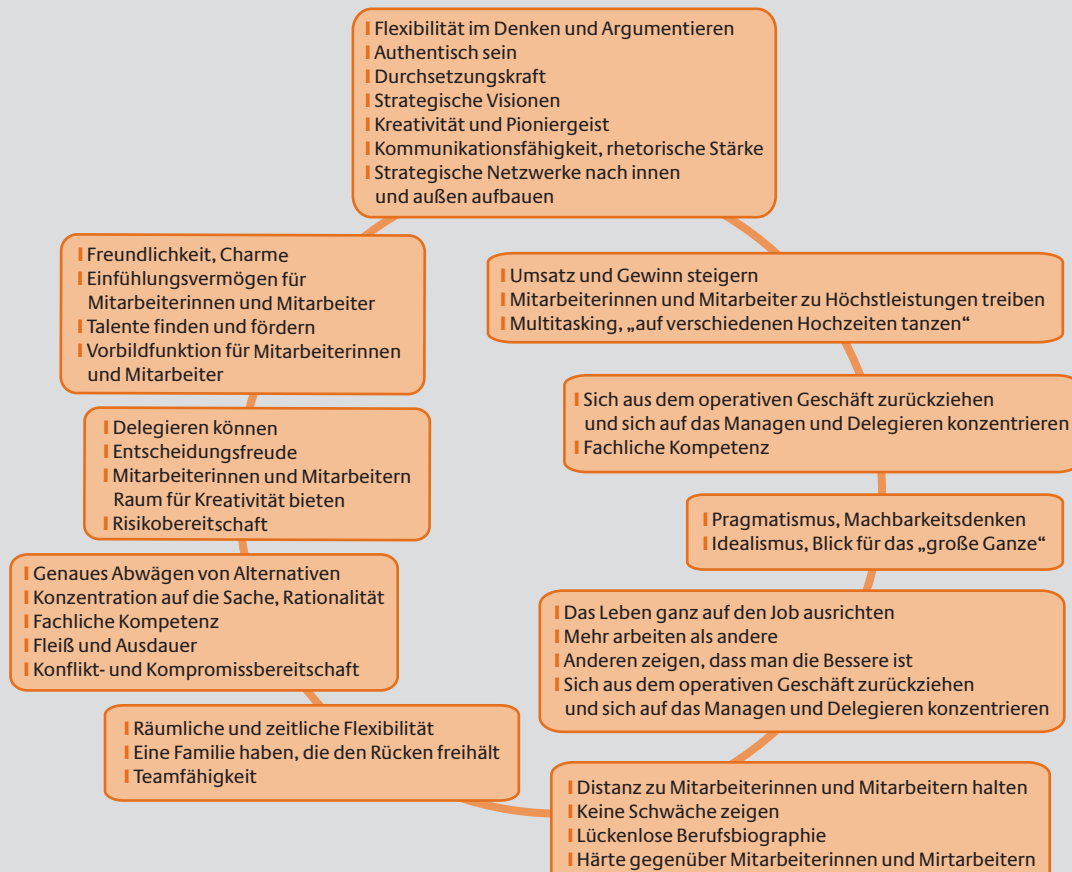 Flexibilität im Denken und Argumentieren
Authentisch sein
Durchsetzungskraft
Strategische Visionen
Kreativität und Pioniergeist
Kommunikationsfähigkeit, rhetorische Stärke
Strategische Netzwerke nach innen
und außen aufbauen
Freundlichkeit, Charme
Einfühlungsvermögen für
Mitarbeiterinnen und Mitarbeiter
Talente finden und fördern
Vorbildfunktion für Mitarbeiterinnen
und Mitarbeiter
Umsatz und Gewinn steigern
Mitarbeiterinnen und Mitarbeiter zu Höchstleistungen treiben
Multitasking, „auf verschiedenen Hochzeiten tanzen“
Sich aus dem operativen Geschäft zurückziehen
und sich auf das Managen und Delegieren konzentrieren
Fachliche Kompetenz
Delegieren können
Entscheidungsfreude
Mitarbeiterinnen und Mitarbeitern
Raum für Kreativität bieten
Risikobereitschaft
Pragmatismus, Machbarkeitsdenken
Idealismus, Blick für das „große Ganze“
Genaues Abwägen von Alternativen
Konzentration auf die Sache, Rationalität
Fachliche Kompetenz
Fleiß und Ausdauer
Konflikt- und Kompromissbereitschaft
Das Leben ganz auf den Job ausrichten
Mehr arbeiten als andere
Anderen zeigen, dass man die Bessere ist
Sich aus dem operativen Geschäft zurückziehen
und sich auf das Managen und Delegieren konzentrieren
Räumliche und zeitliche Flexibilität
Eine Familie haben, die den Rücken freihält
Teamfähigkeit
Distanz zu Mitarbeiterinnen und Mitarbeitern halten
Keine Schwäche zeigen
Lückenlose Berufsbiographie
Härte gegenüber Mitarbeiterinnen und Mirtarbeitern